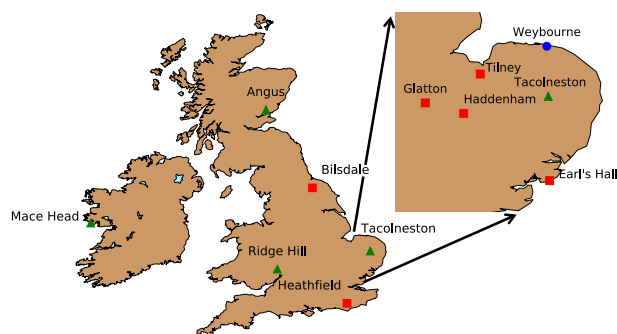 Weybourne
Tilney
Tacolneston
Glatton
Haddenham
Earl's Hall
Angus
Bilsdale
Mace Head
Tacolneston
Ridge Hill
Heathfield